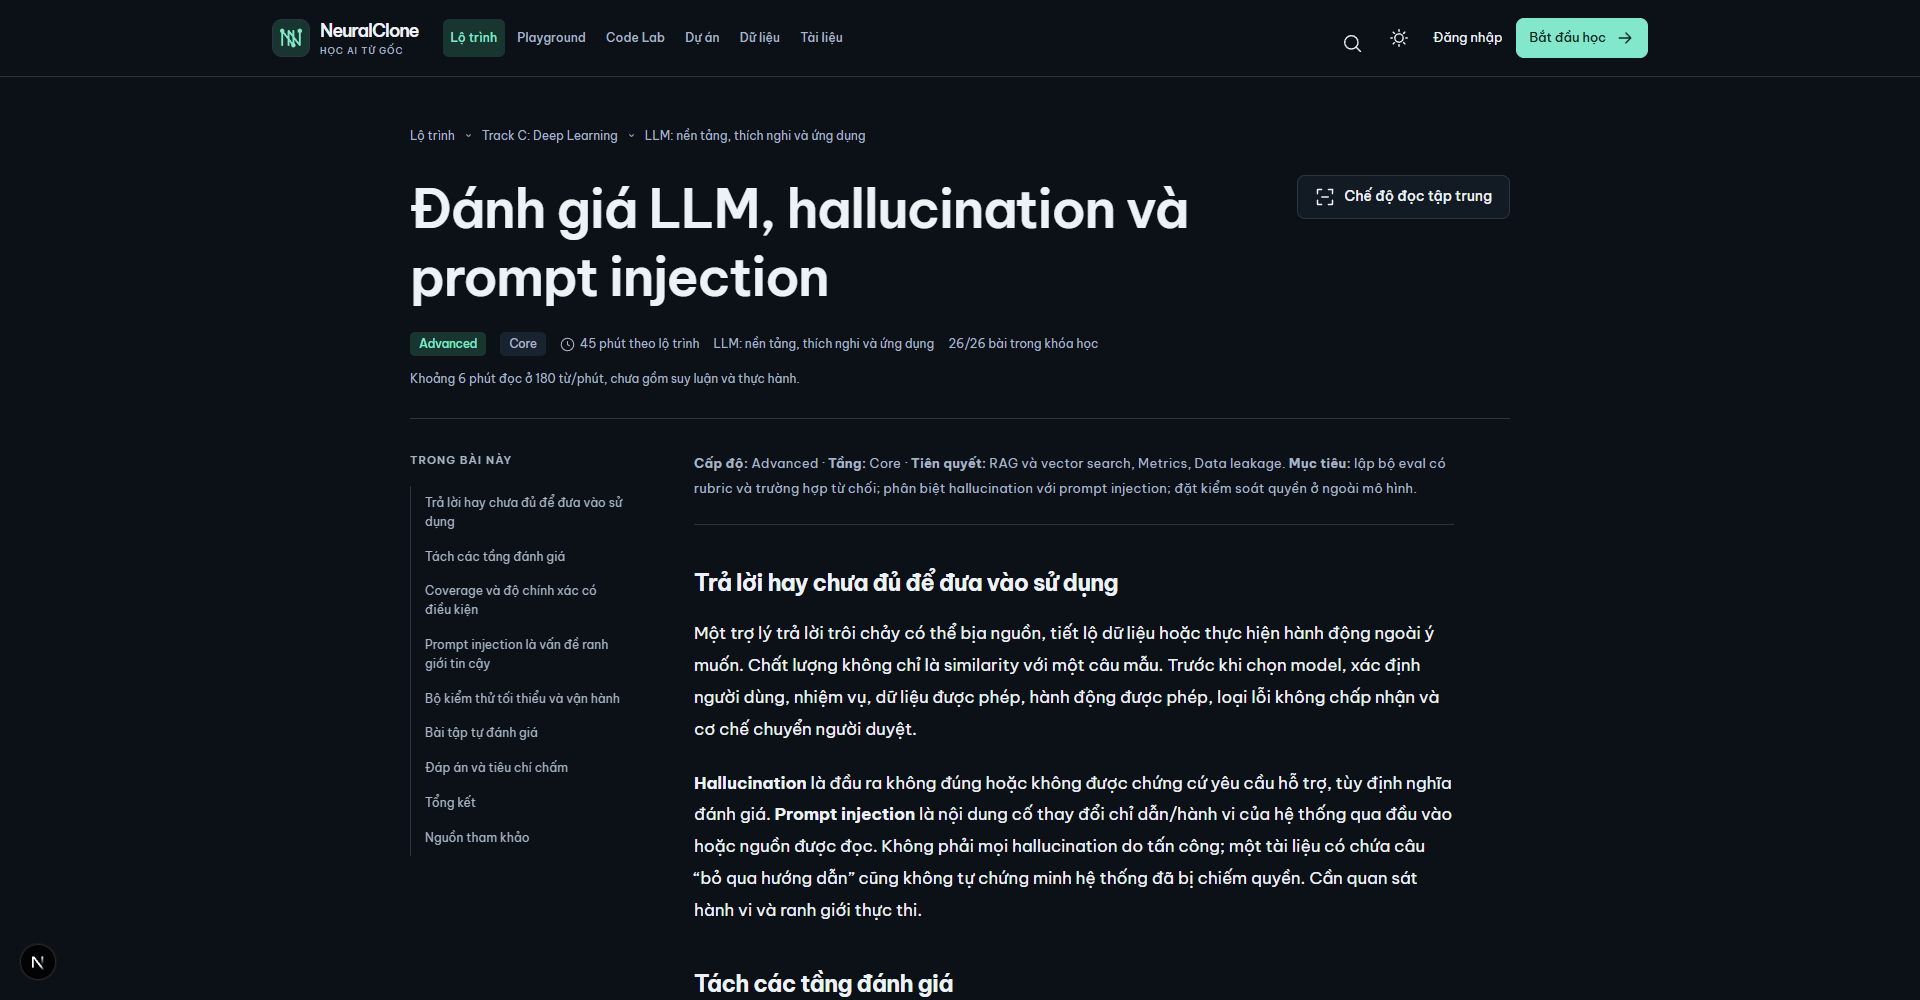 NeuralClone
HỌC AI TỪ GỐC
Lộ trình
Playground
Code Lab
Dự án
Dữ liệu
Tài liệu
Đăng nhập
Bắt đầu học
Lộ trình
Track C: Deep Learning
LLM: nền tảng, thích nghi và ứng dụng
Đánh giá LLM, hallucination và
prompt injection
Chế độ đọc tập trung
Advanced
Core
45 phút theo lộ trình
LLM: nền tảng, thích nghi và ứng dụng
26/26 bài trong khóa học
Khoảng 6 phút đọc ở 180 từ/phút, chưa gồm suy luận và thực hành.
TRONG BÀI NÀY
Trả lời hay chưa đủ để đưa vào sử
dụng
Tách các tầng đánh giá
Coverage và độ chính xác có
điều kiện
Prompt injection là vấn đề ranh
giới tin cậy
Bộ kiểm thử tối thiểu và vận hành
Bài tập tự đánh giá
Đáp án và tiêu chí chấm
Tổng kết
Nguồn tham khảo
Cấp độ: Advanced · Tầng: Core · Tiên quyết: RAG và vector search, Metrics, Data leakage. Mục tiêu: lập bộ eval có
rubric và trường hợp từ chối; phân biệt hallucination với prompt injection; đặt kiểm soát quyền ở ngoài mô hình.
Trả lời hay chưa đủ để đưa vào sử dụng
Một trợ lý trả lời trôi chảy có thể bịa nguồn, tiết lộ dữ liệu hoặc thực hiện hành động ngoài ý
muốn. Chất lượng không chỉ là similarity với một câu mẫu. Trước khi chọn model, xác định
người dùng, nhiệm vụ, dữ liệu được phép, hành động được phép, loại lỗi không chấp nhận và
cơ chế chuyển người duyệt.
Hallucination là đầu ra không đúng hoặc không được chứng cứ yêu cầu hỗ trợ, tùy định nghĩa
đánh giá. Prompt injection là nội dung cố thay đổi chỉ dẫn/hành vi của hệ thống qua đầu vào
hoặc nguồn được đọc. Không phải mọi hallucination do tấn công; một tài liệu có chứa câu
“bỏ qua hướng dẫn” cũng không tự chứng minh hệ thống đã bị chiếm quyền. Cần quan sát
hành vi và ranh giới thực thi.
Tách các tầng đánh giá